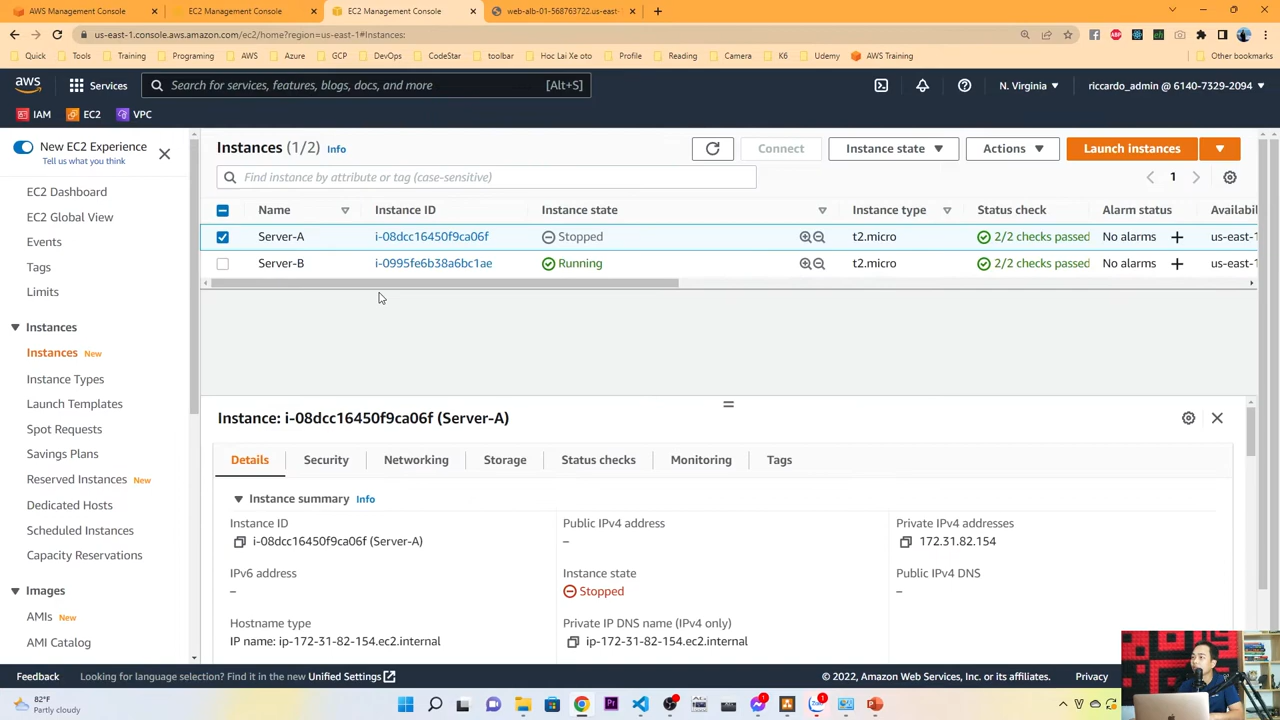 AWS Management Console
EC2 Management Console
EC2 Management Console
web-alb-01-568763722.us-east-
us-east-1.console.aws.amazon.com/ec2/home?region=us-east-1#Instances:
Quick
Tools
Training
Programing
AWS
Azure
GCP
DevOps
CodeStar
toolbar
Hoc Lai Xe oto
Profile
Reading
Camera
K6
Udemy
AWS Training
Other bookmarks
aws
Services
Search for services, features, blogs, docs, and more
[Alt+S]
N. Virginia
riccardo_admin @ 6140-7329-2094
IAM
EC2
VPC
New EC2 Experience
Tell us what you think
EC2 Dashboard
EC2 Global View
Events
Tags
Limits
Instances
Instances New
Instance Types
Launch Templates
Spot Requests
Savings Plans
Reserved Instances New
Dedicated Hosts
Scheduled Instances
Capacity Reservations
Images
AMIs New
AMI Catalog
Instances (1/2) Info
Connect
Instance state
Actions
Launch instances
Find instance by attribute or tag (case-sensitive)
1
Name Instance ID Instance state Instance type Status check Alarm status Availabi
Server-A i-08dcc16450f9ca06f Stopped t2.micro 2/2 checks passed No alarms us-east-1
Server-B i-0995fe6b38a6bc1ae Running t2.micro 2/2 checks passed No alarms us-east-1
Instance: i-08dcc16450f9ca06f (Server-A)
Details Security Networking Storage Status checks Monitoring Tags
Instance summary Info
Instance ID
i-08dcc16450f9ca06f (Server-A)
Public IPv4 address
–
Private IPv4 addresses
172.31.82.154
IPv6 address
–
Instance state
Stopped
Public IPv4 DNS
–
Hostname type
IP name: ip-172-31-82-154.ec2.internal
Private IP DNS name (IPv4 only)
ip-172-31-82-154.ec2.internal
Feedback
Looking for language selection? Find it in the new Unified Settings
© 2022, Amazon Web Services, Inc. or its affiliates.
Privacy
82°F
Partly cloudy